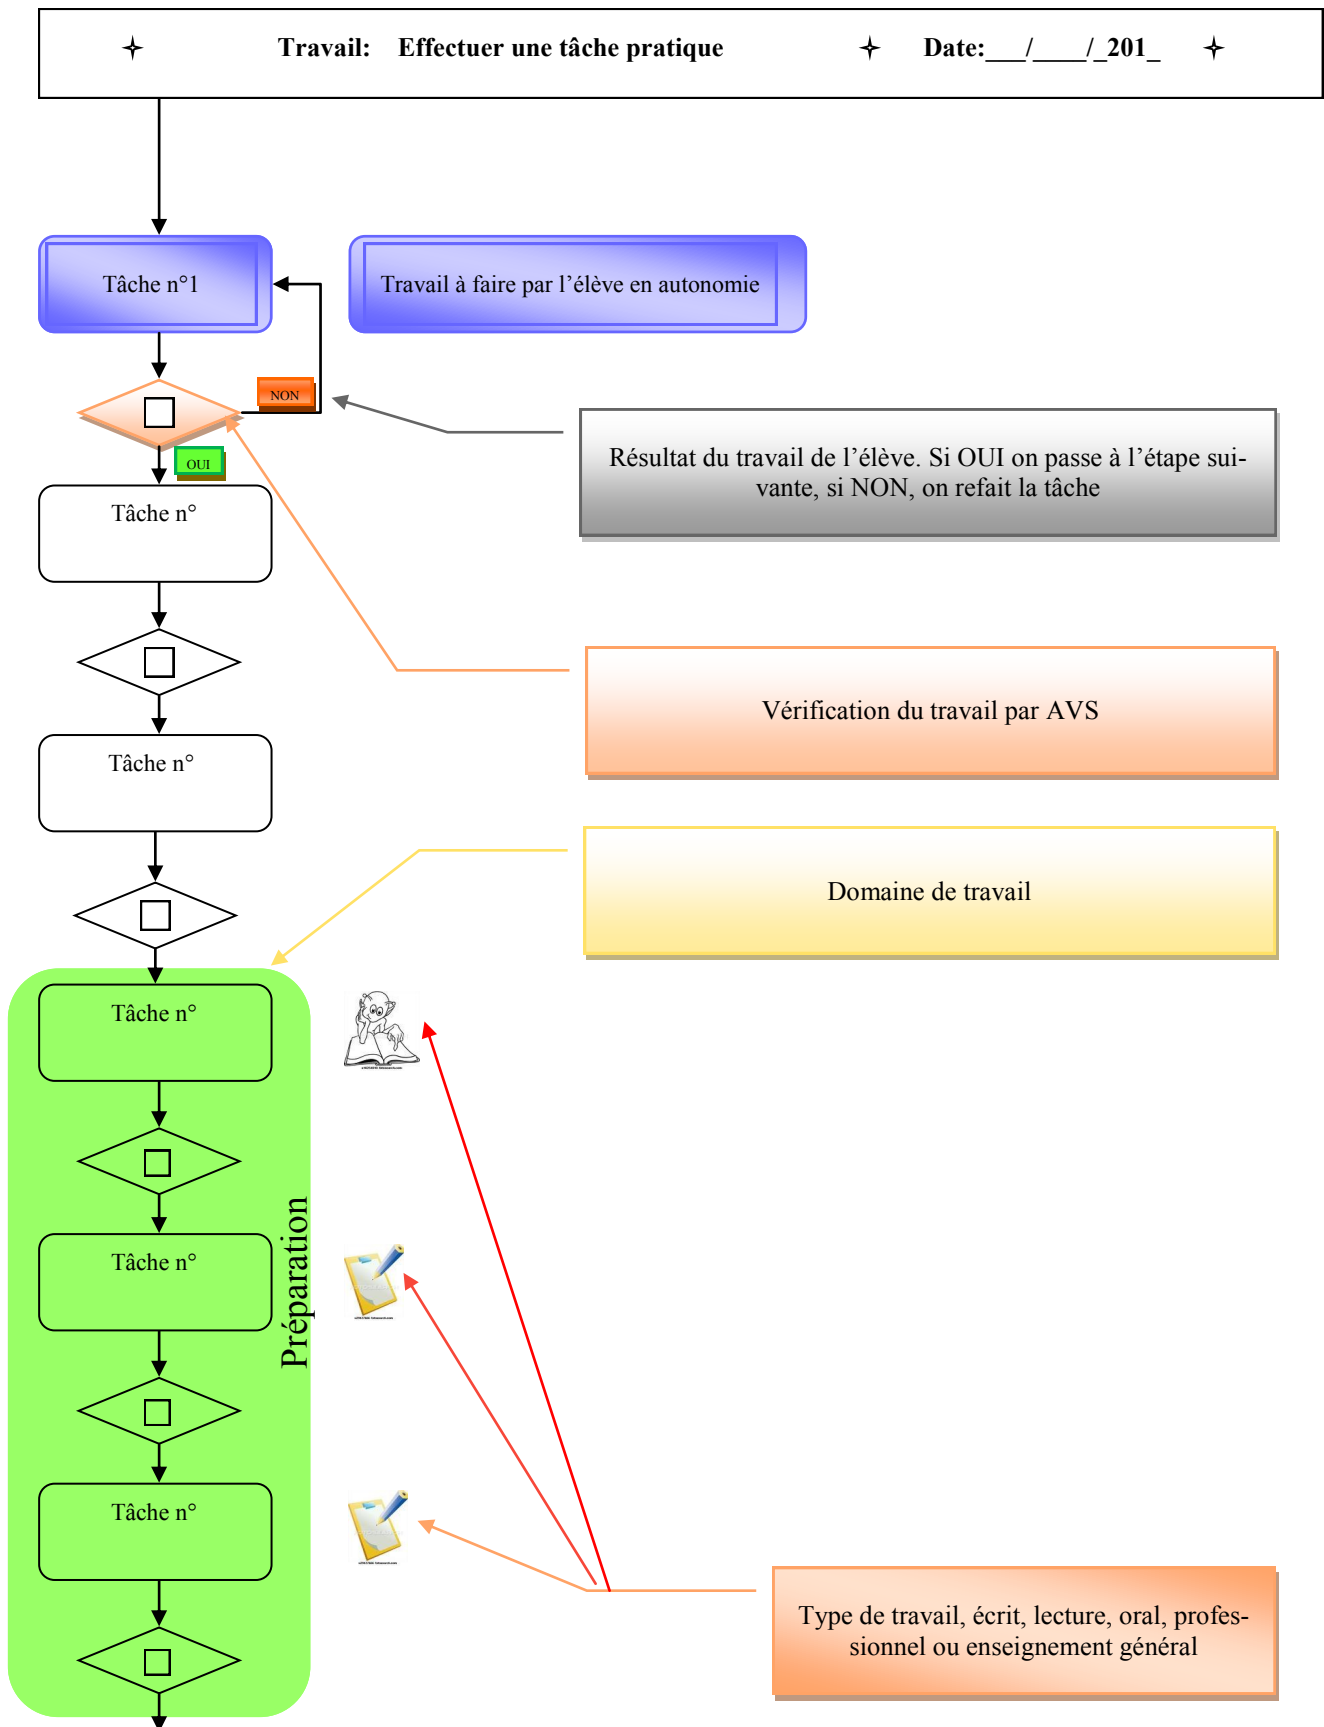 Travail: Effectuer une tâche pratique Date:___/____/_201_
Tâche n°1
Travail à faire par l'élève en autonomie
NON
OUI
Résultat du travail de l'élève. Si OUI on passe à l'étape sui-
vante, si NON, on refait la tâche
Tâche n°
Vérification du travail par AVS
Tâche n°
Domaine de travail
Tâche n°
Préparation
Tâche n°
Tâche n°
Type de travail, écrit, lecture, oral, profes-
sionnel ou enseignement général